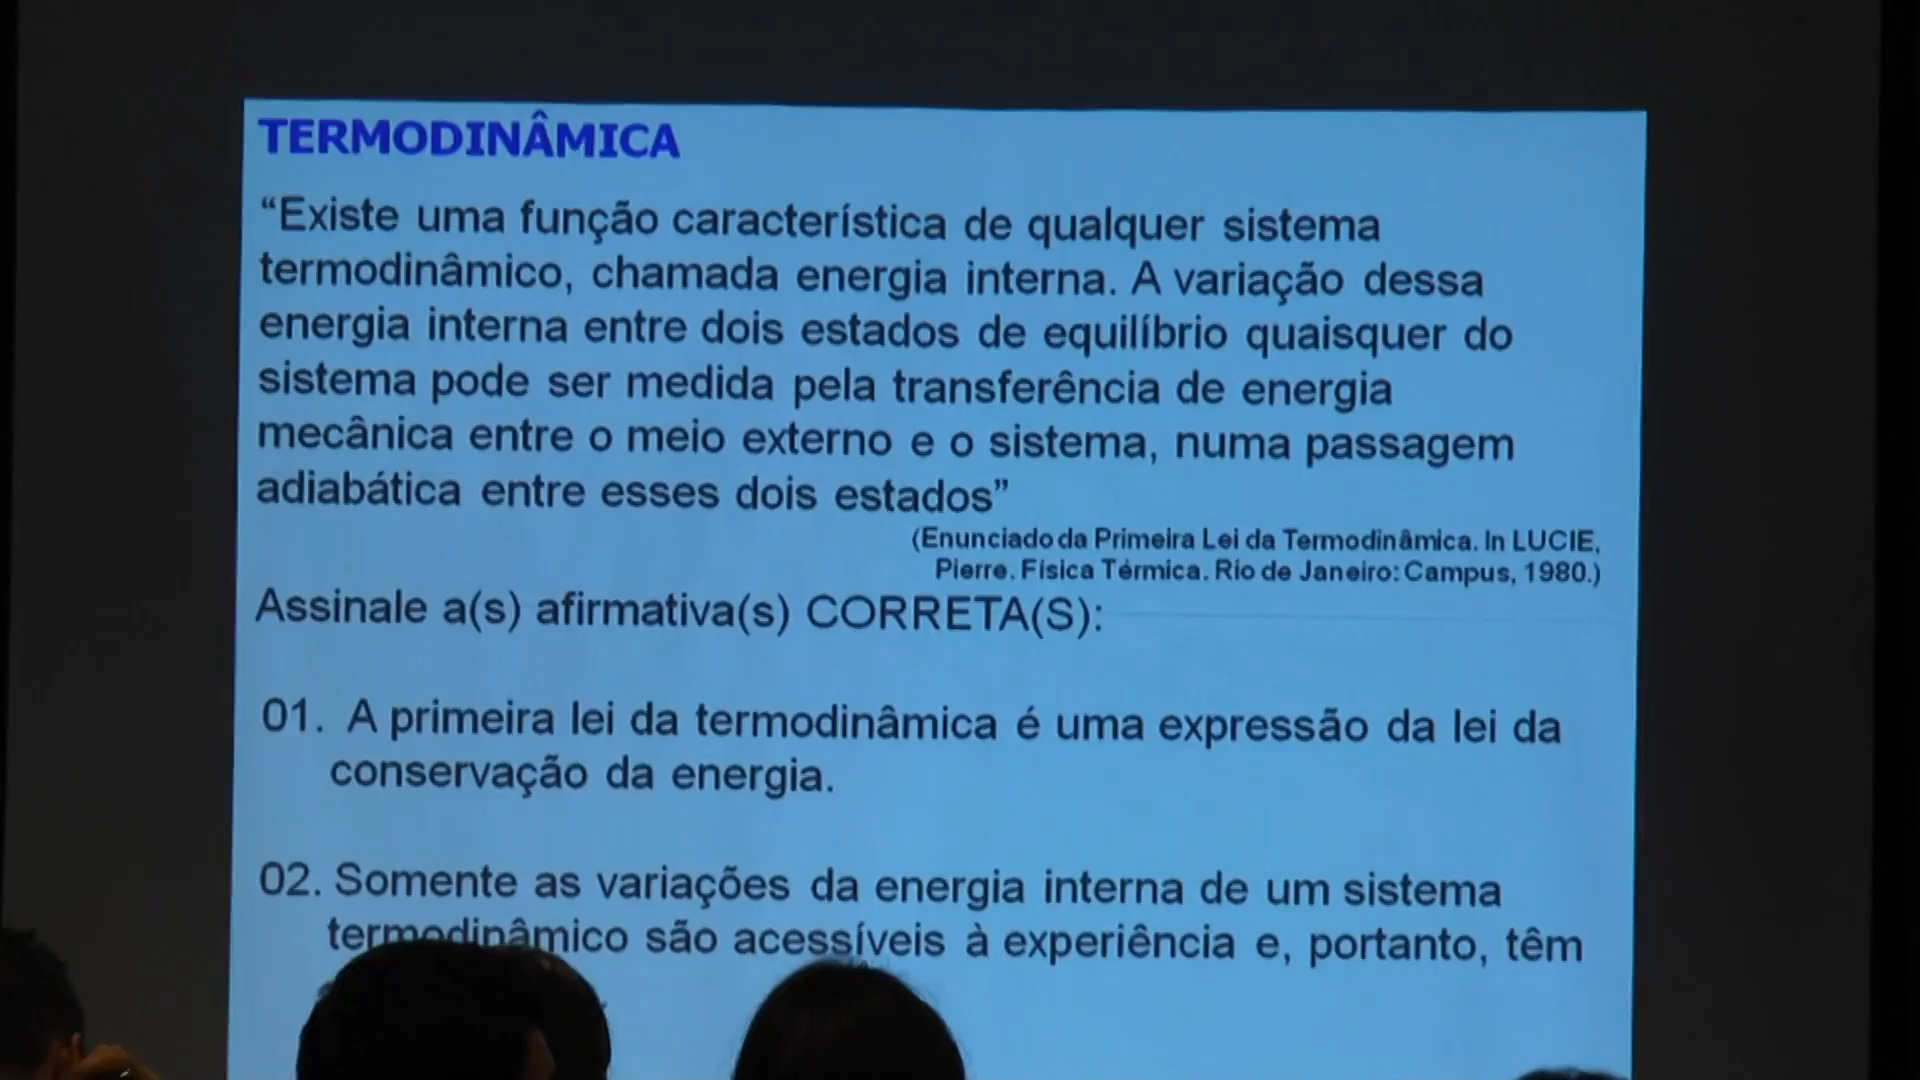 TERMODINÂMICA
“Existe uma função característica de qualquer sistema
termodinâmico, chamada energia interna. A variação dessa
energia interna entre dois estados de equilíbrio quaisquer do
sistema pode ser medida pela transferência de energia
mecânica entre o meio externo e o sistema, numa passagem
adiabática entre esses dois estados”
(Enunciado da Primeira Lei da Termodinâmica. In LUCIE,
Pierre. Física Térmica. Rio de Janeiro: Campus, 1980.)
Assinale a(s) afirmativa(s) CORRETA(S):
01. A primeira lei da termodinâmica é uma expressão da lei da
conservação da energia.
02. Somente as variações da energia interna de um sistema
termodinâmico são acessíveis à experiência e, portanto, têm